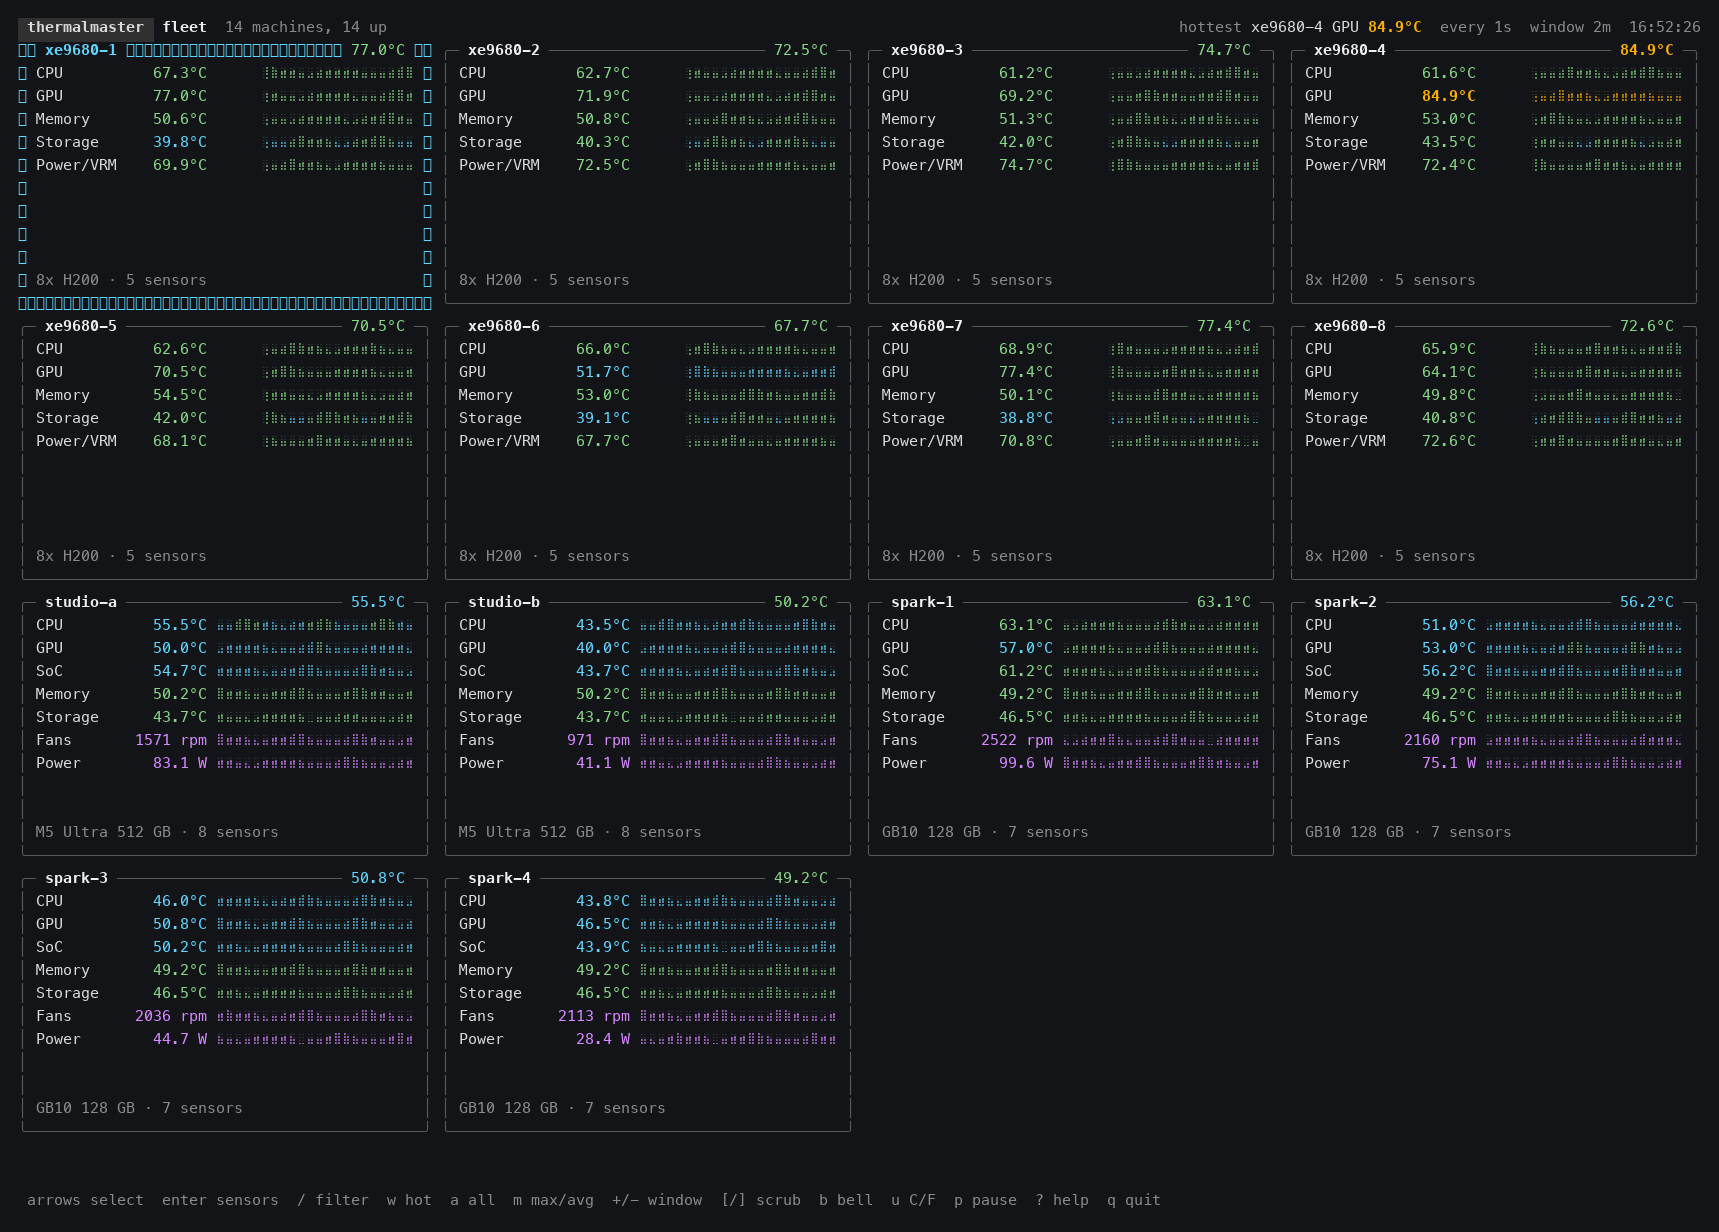 thermalmaster fleet 14 machines, 14 up hottest xe9680-4 GPU 84.9°C every 1s window 2m 16:52:26
xe9680-1 77.0°C
CPU 67.3°C
GPU 77.0°C
Memory 50.6°C
Storage 39.8°C
Power/VRM 69.9°C
8x H200 · 5 sensors
xe9680-2 72.5°C
CPU 62.7°C
GPU 71.9°C
Memory 50.8°C
Storage 40.3°C
Power/VRM 72.5°C
8x H200 · 5 sensors
xe9680-3 74.7°C
CPU 61.2°C
GPU 69.2°C
Memory 51.3°C
Storage 42.0°C
Power/VRM 74.7°C
8x H200 · 5 sensors
xe9680-4 84.9°C
CPU 61.6°C
GPU 84.9°C
Memory 53.0°C
Storage 43.5°C
Power/VRM 72.4°C
8x H200 · 5 sensors
xe9680-5 70.5°C
CPU 62.6°C
GPU 70.5°C
Memory 54.5°C
Storage 42.0°C
Power/VRM 68.1°C
8x H200 · 5 sensors
xe9680-6 67.7°C
CPU 66.0°C
GPU 51.7°C
Memory 53.0°C
Storage 39.1°C
Power/VRM 67.7°C
8x H200 · 5 sensors
xe9680-7 77.4°C
CPU 68.9°C
GPU 77.4°C
Memory 50.1°C
Storage 38.8°C
Power/VRM 70.8°C
8x H200 · 5 sensors
xe9680-8 72.6°C
CPU 65.9°C
GPU 64.1°C
Memory 49.8°C
Storage 40.8°C
Power/VRM 72.6°C
8x H200 · 5 sensors
studio-a 55.5°C
CPU 55.5°C
GPU 50.0°C
SoC 54.7°C
Memory 50.2°C
Storage 43.7°C
Fans 1571 rpm
Power 83.1 W
M5 Ultra 512 GB · 8 sensors
studio-b 50.2°C
CPU 43.5°C
GPU 40.0°C
SoC 43.7°C
Memory 50.2°C
Storage 43.7°C
Fans 971 rpm
Power 41.1 W
M5 Ultra 512 GB · 8 sensors
spark-1 63.1°C
CPU 63.1°C
GPU 57.0°C
SoC 61.2°C
Memory 49.2°C
Storage 46.5°C
Fans 2522 rpm
Power 99.6 W
GB10 128 GB · 7 sensors
spark-2 56.2°C
CPU 51.0°C
GPU 53.0°C
SoC 56.2°C
Memory 49.2°C
Storage 46.5°C
Fans 2160 rpm
Power 75.1 W
GB10 128 GB · 7 sensors
spark-3 50.8°C
CPU 46.0°C
GPU 50.8°C
SoC 50.2°C
Memory 49.2°C
Storage 46.5°C
Fans 2036 rpm
Power 44.7 W
GB10 128 GB · 7 sensors
spark-4 49.2°C
CPU 43.8°C
GPU 46.5°C
SoC 43.9°C
Memory 49.2°C
Storage 46.5°C
Fans 2113 rpm
Power 28.4 W
GB10 128 GB · 7 sensors
arrows select enter sensors / filter w hot a all m max/avg +/- window [/] scrub b bell u C/F p pause ? help q quit